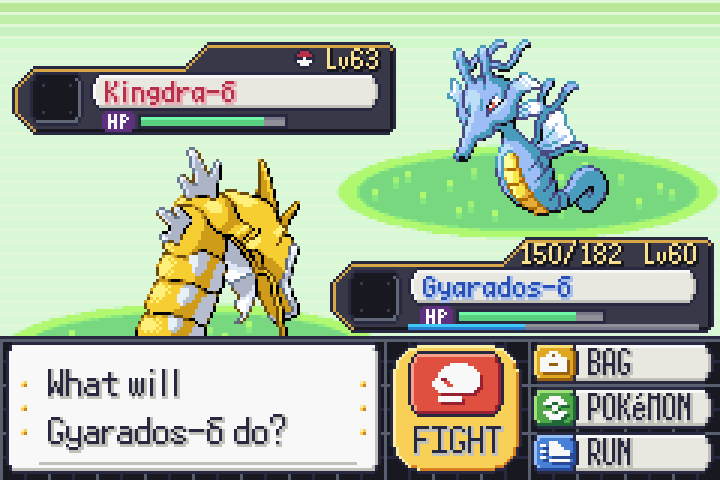 Lv63
Kingdra-δ
HP
150/182 Lv60
Gyarados-δ
HP
What will
Gyarados-δ do?
FIGHT
BAG
POKéMON
RUN